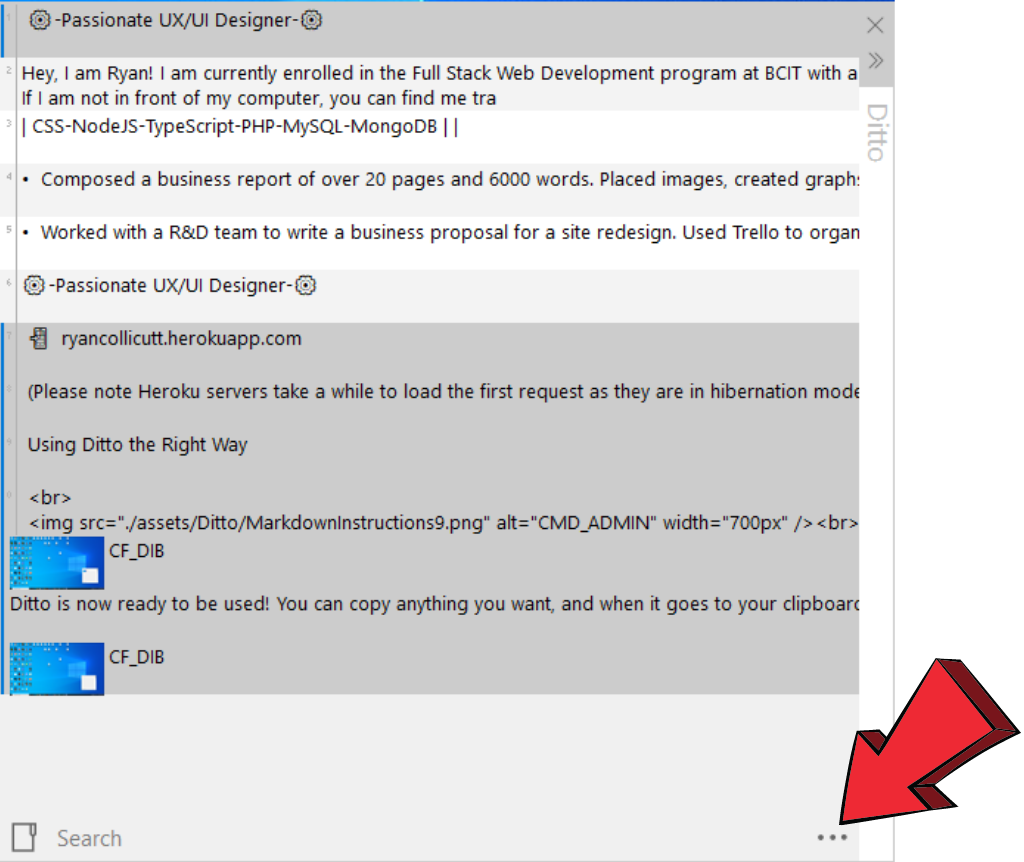 1 -Passionate UX/UI Designer-
2 Hey, I am Ryan! I am currently enrolled in the Full Stack Web Development program at BCIT with a
If I am not in front of my computer, you can find me tra
3 | CSS-NodeJS-TypeScript-PHP-MySQL-MongoDB | |
4 • Composed a business report of over 20 pages and 6000 words. Placed images, created graphs
5 • Worked with a R&D team to write a business proposal for a site redesign. Used Trello to organ
6 -Passionate UX/UI Designer-
7 ryancollicutt.herokuapp.com
8 (Please note Heroku servers take a while to load the first request as they are in hibernation mode
9 Using Ditto the Right Way
0 <br>
<img src="./assets/Ditto/MarkdownInstructions9.png" alt="CMD_ADMIN" width="700px" /><br>
CF_DIB
Ditto is now ready to be used! You can copy anything you want, and when it goes to your clipboard
CF_DIB
Ditto
Search